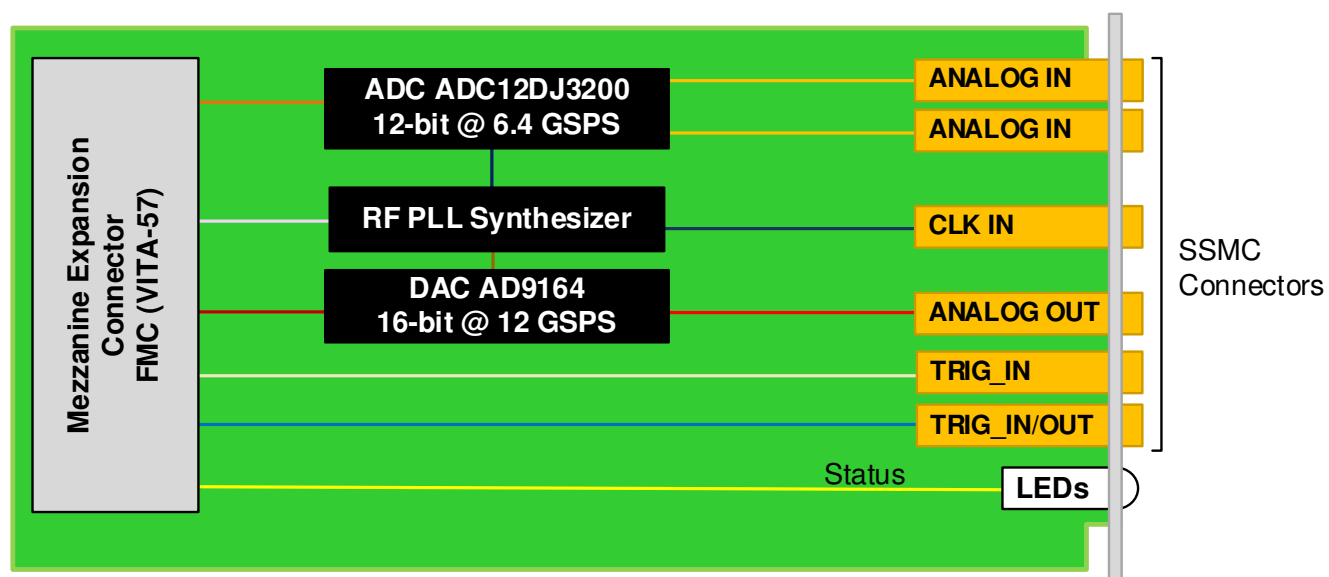 Mezzanine Expansion
Connector
FMC (VITA-57)
ADC ADC12DJ3200
12-bit @ 6.4 GSPS
RF PLL Synthesizer
DAC AD9164
16-bit @ 12 GSPS
ANALOG IN
ANALOG IN
CLK IN
ANALOG OUT
TRIG_IN
TRIG_IN/OUT
Status
LEDs
SSMC
Connectors